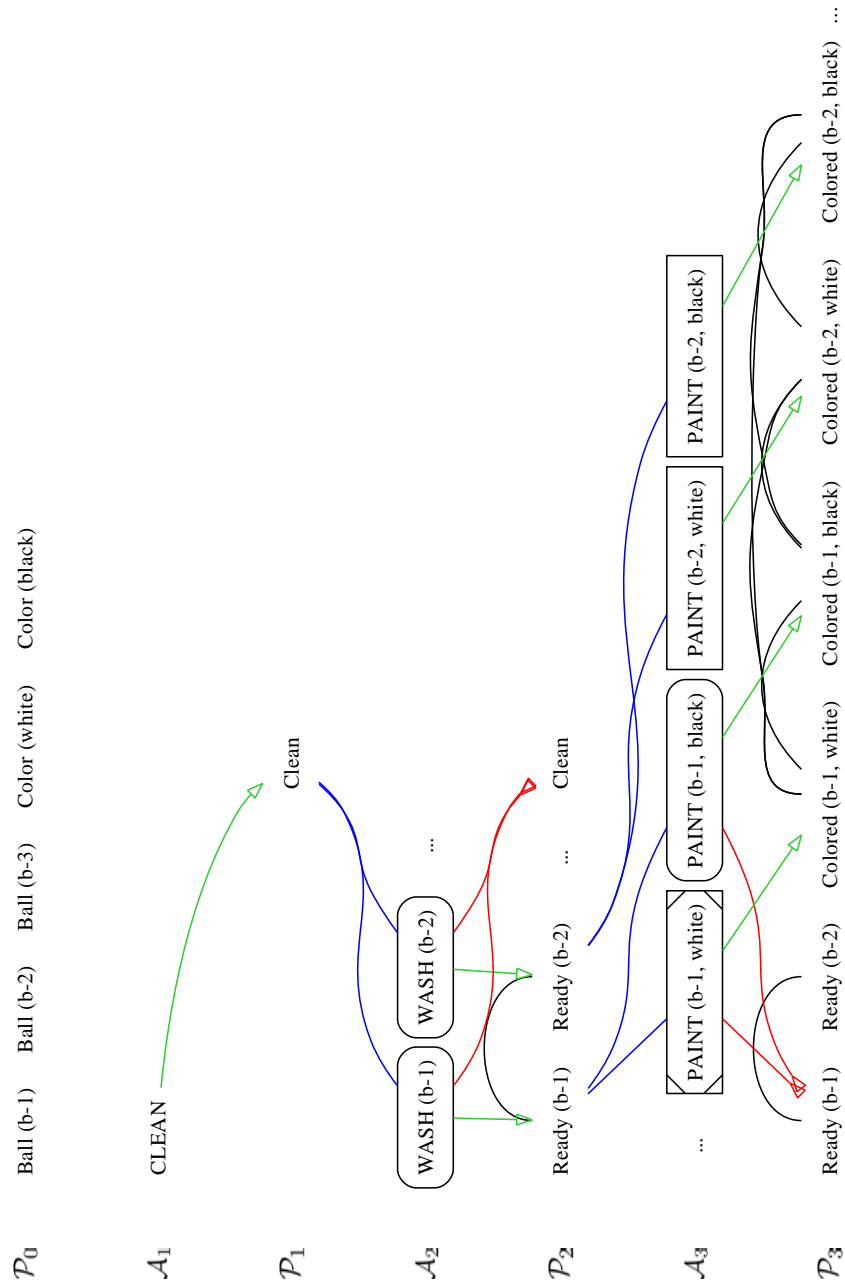 𝒫0 Ball (b-1) Ball (b-2) Ball (b-3) Color (white) Color (black)
𝒜1 CLEAN
𝒫1 Clean
𝒜2 WASH (b-1) WASH (b-2) ...
𝒫2 Ready (b-1) Ready (b-2) ... Clean
𝒜3 ... PAINT (b-1, white) PAINT (b-1, black) PAINT (b-2, white) PAINT (b-2, black)
𝒫3 Ready (b-1) Ready (b-2) Colored (b-1, white) Colored (b-1, black) Colored (b-2, white) Colored (b-2, black) ...